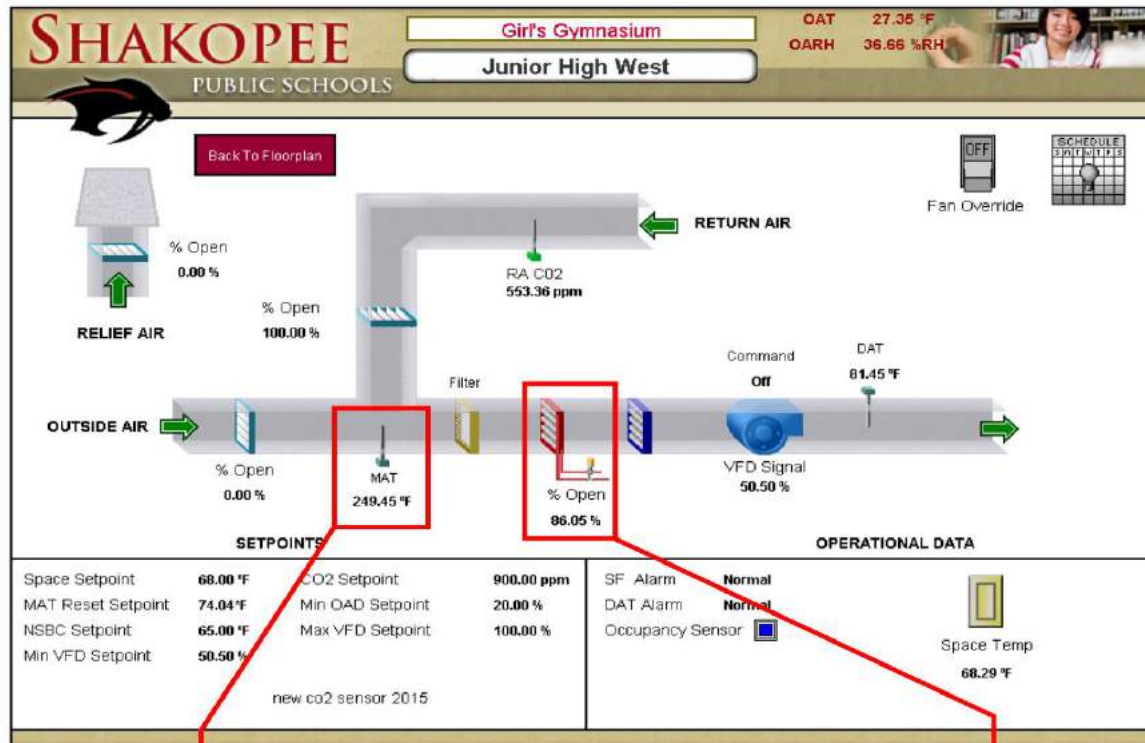 SHAKOPEE
PUBLIC SCHOOLS
Girl's Gymnasium
Junior High West
OAT 27.35 °F
OARH 36.66 %RH
Back To Floorplan
OFF
Fan Override
SCHEDULE
S M T W T F S
% Open
0.00 %
RELIEF AIR
RETURN AIR
RA C02
553.36 ppm
% Open
100.00 %
Filter
Command
Off
DAT
81.45 °F
OUTSIDE AIR
% Open
0.00 %
MAT
249.45 °F
% Open
86.05 %
VFD Signal
50.50 %
SETPOINTS
OPERATIONAL DATA
Space Setpoint 68.00 °F CO2 Setpoint 900.00 ppm
MAT Reset Setpoint 74.04 °F Min OAD Setpoint 20.00 %
NSBC Setpoint 65.00 °F Max VFD Setpoint 100.00 %
Min VFD Setpoint 50.50 %
new co2 sensor 2015
SF Alarm Normal
DAT Alarm Normal
Occupancy Sensor
Space Temp
68.29 °F